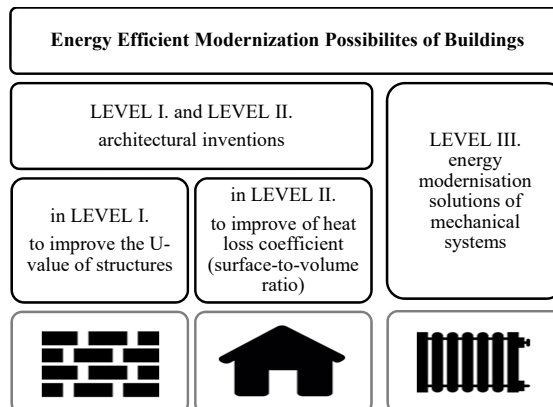 Energy Efficient Modernization Possibilites of Buildings
LEVEL I. and LEVEL II.
architectural inventions
in LEVEL I.
to improve the U-
value of structures
in LEVEL II.
to improve of heat
loss coefficient
(surface-to-volume
ratio)
LEVEL III.
energy
modernisation
solutions of
mechanical
systems